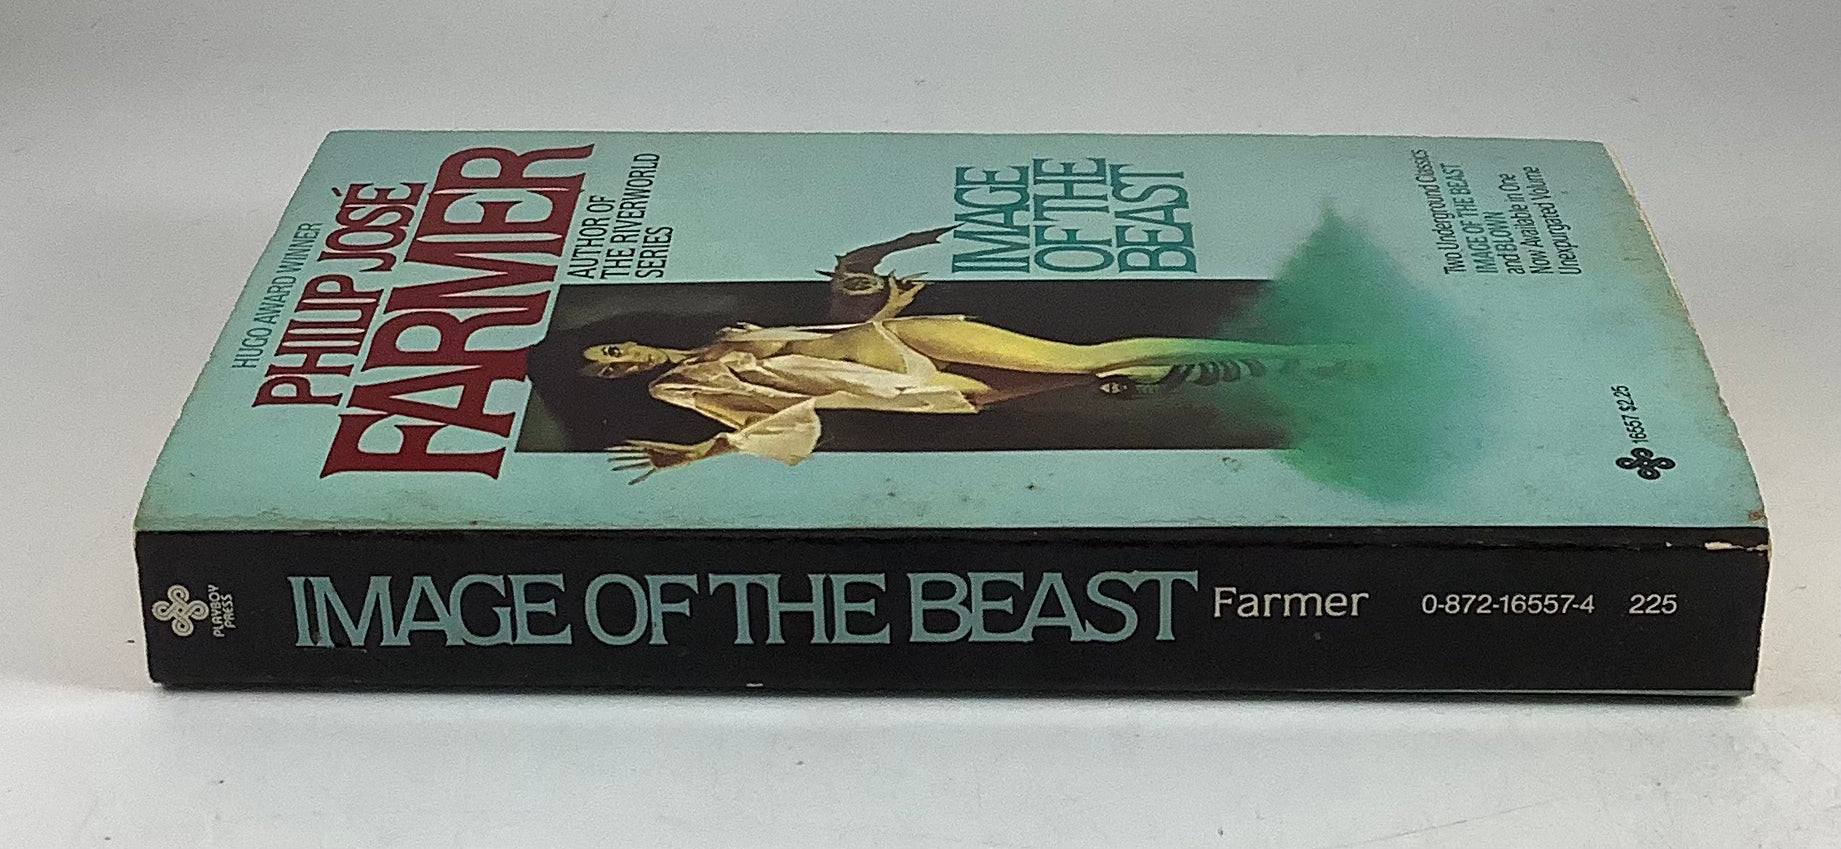 HUGO AWARD WINNER
PHILIP JOSÉ
FARMER
AUTHOR OF
THE RIVERWORLD
SERIES
IMAGE
OF THE
BEAST
Two Underground Classics
IMAGE OF THE BEAST
and BLOWN
Now Available in One
Unexpurgated Volume
16557 $2.25
PLAYBOY
PRESS
IMAGE OF THE BEAST Farmer 0-872-16557-4 225